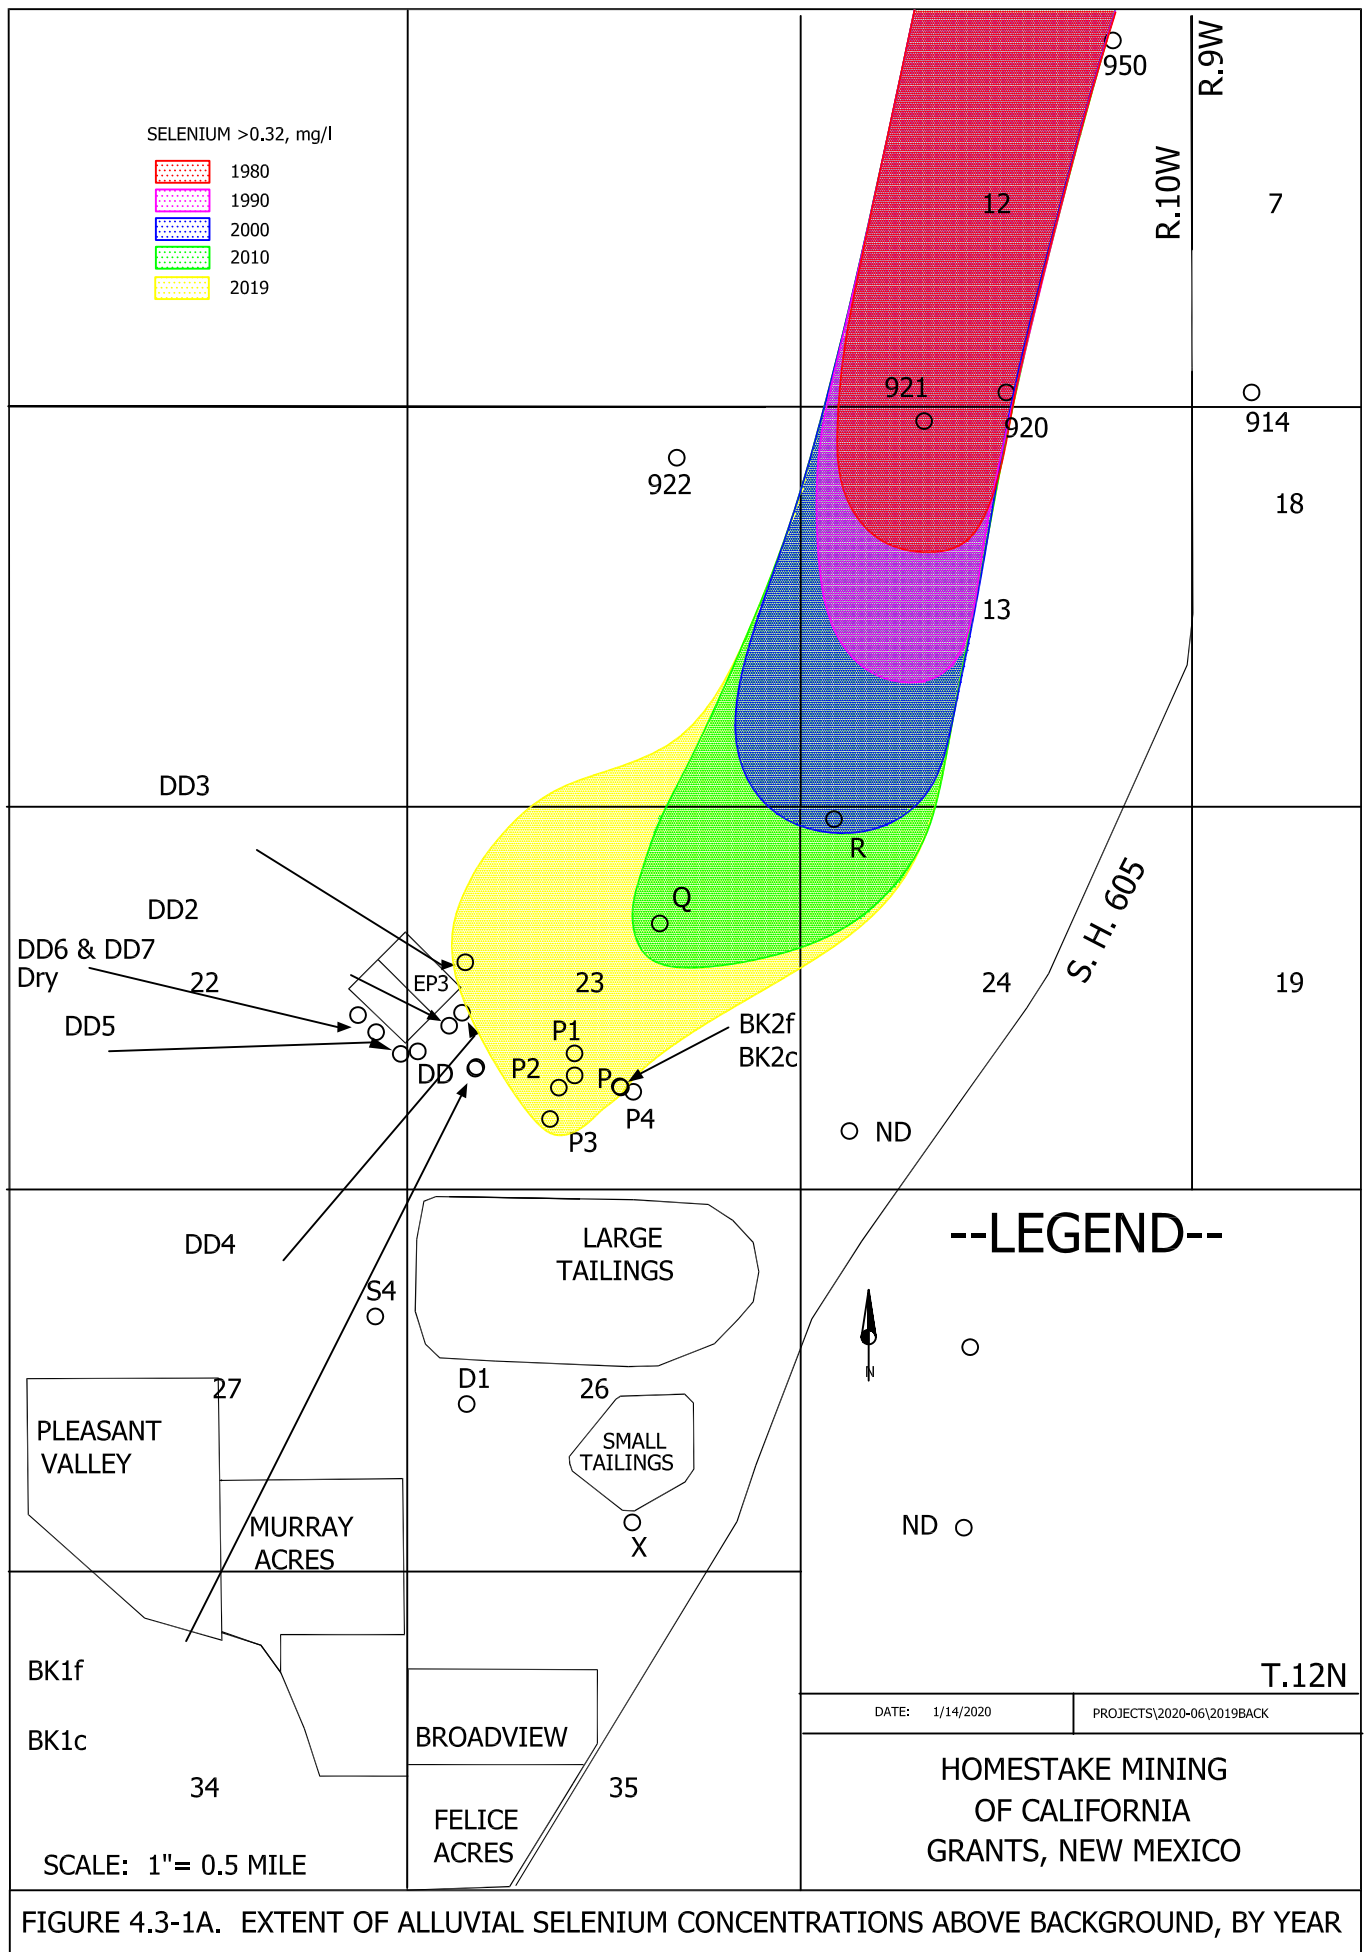 950
R.9W
R.10W
SELENIUM >0.32, mg/l
1980
1990
2000
2010
2019
12
7
921
920
914
922
18
13
DD3
R
S. H. 605
DD2
Q
DD6 & DD7
Dry
22
EP3
23
24
19
DD5
DD
P1
P2
P
BK2f
BK2c
P4
P3
ND
DD4
S4
LARGE
TAILINGS
--LEGEND--
N
27
D1
26
PLEASANT
VALLEY
SMALL
TAILINGS
MURRAY
ACRES
X
ND
BK1f
BK1c
T.12N
DATE: 1/14/2020
PROJECTS\2020-06\2019BACK
BROADVIEW
34
35
FELICE
ACRES
HOMESTAKE MINING
OF CALIFORNIA
GRANTS, NEW MEXICO
SCALE: 1"= 0.5 MILE
FIGURE 4.3-1A. EXTENT OF ALLUVIAL SELENIUM CONCENTRATIONS ABOVE BACKGROUND, BY YEAR